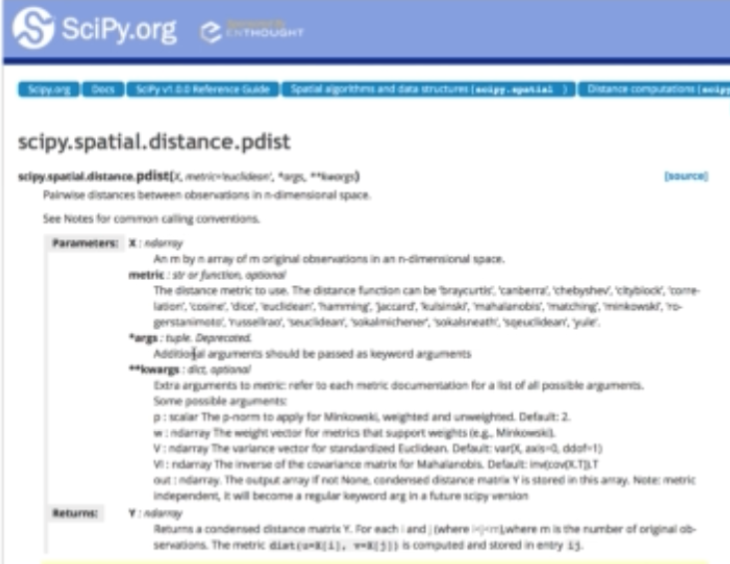 SciPy.org
Sponsored by
ENTHOUGHT
Scipy.org Docs SciPy v1.0.0 Reference Guide Spatial algorithms and data structures (scipy.spatial ) Distance computations (scipy
scipy.spatial.distance.pdist
scipy.spatial.distance.pdist(X, metric='euclidean', *args, **kwargs) [source]
Pairwise distances between observations in n-dimensional space.
See Notes for common calling conventions.
Parameters: X : ndarray
An m by n array of m original observations in an n-dimensional space.
metric : str or function, optional
The distance metric to use. The distance function can be 'braycurtis', 'canberra', 'chebyshev', 'cityblock', 'corre-
lation', 'cosine', 'dice', 'euclidean', 'hamming', 'jaccard', 'kulsinski', 'mahalanobis', 'matching', 'minkowski', 'ro-
gerstanimoto', 'russellrao', 'seuclidean', 'sokalmichener', 'sokalsneath', 'sqeuclidean', 'yule'.
*args : tuple. Deprecated.
Additional arguments should be passed as keyword arguments
**kwargs : dict, optional
Extra arguments to metric: refer to each metric documentation for a list of all possible arguments.
Some possible arguments:
p : scalar The p-norm to apply for Minkowski, weighted and unweighted. Default: 2.
w : ndarray The weight vector for metrics that support weights (e.g., Minkowski).
V : ndarray The variance vector for standardized Euclidean. Default: var(X, axis=0, ddof=1)
VI : ndarray The inverse of the covariance matrix for Mahalanobis. Default: inv(cov(X.T)).T
out : ndarray. The output array If not None, condensed distance matrix Y is stored in this array. Note: metric
independent, it will become a regular keyword arg in a future scipy version
Returns: Y : ndarray
Returns a condensed distance matrix Y. For each i and j (where i<j<m),where m is the number of original ob-
servations. The metric dist(u=X[i], v=X[j]) is computed and stored in entry ij.